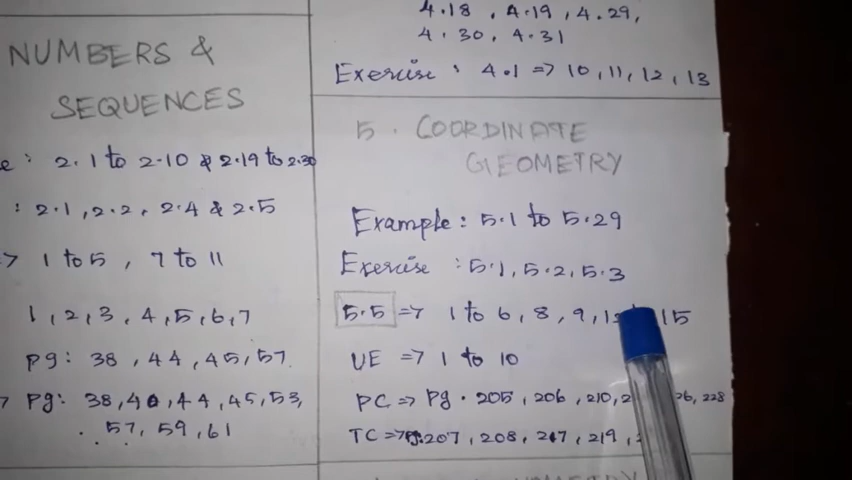 NUMBERS &
SEQUENCES
e : 2.1 to 2.10 & 2.19 to 2.30
: 2.1, 2.2, 2.4 & 2.5
=> 1 to 5, 7 to 11
1, 2, 3, 4, 5, 6, 7
pg: 38, 44, 45, 57
pg: 38, 40, 44, 45, 53,
57, 59, 61
4.18, 4.19, 4.29,
4.30, 4.31
Exercise : 4.1 => 10, 11, 12, 13
5. COORDINATE
GEOMETRY
Example : 5.1 to 5.29
Exercise : 5.1, 5.2, 5.3
5.5 => 1 to 6, 8, 9, 15
UE => 1 to 10
PC => Pg. 205, 206, 210, 228
TC => Pg. 207, 208, 217, 219,